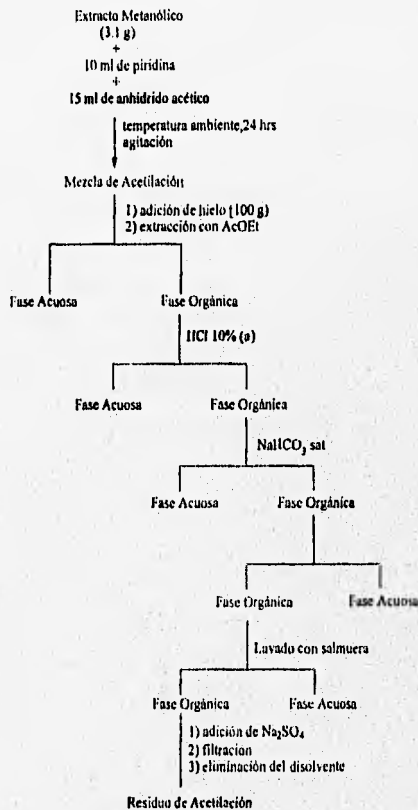 Extracto Metanólico
(3.1 g)
+
10 ml de piridina
+
15 ml de anhidrido acético
temperatura ambiente,24 hrs
agitación
Mezcla de Acetilación
1) adición de hielo (100 g)
2) extracción con AcOEt
Fase Acuosa
Fase Orgánica
HCl 10% (a)
Fase Acuosa
Fase Orgánica
NaHCO₃ sat
Fase Acuosa
Fase Orgánica
Fase Orgánica
Fase Acuosa
Lavado con salmuera
Fase Orgánica
Fase Acuosa
1) adición de Na₂SO₄
2) filtracion
3) eliminación del disolvente
Residuo de Acetilación